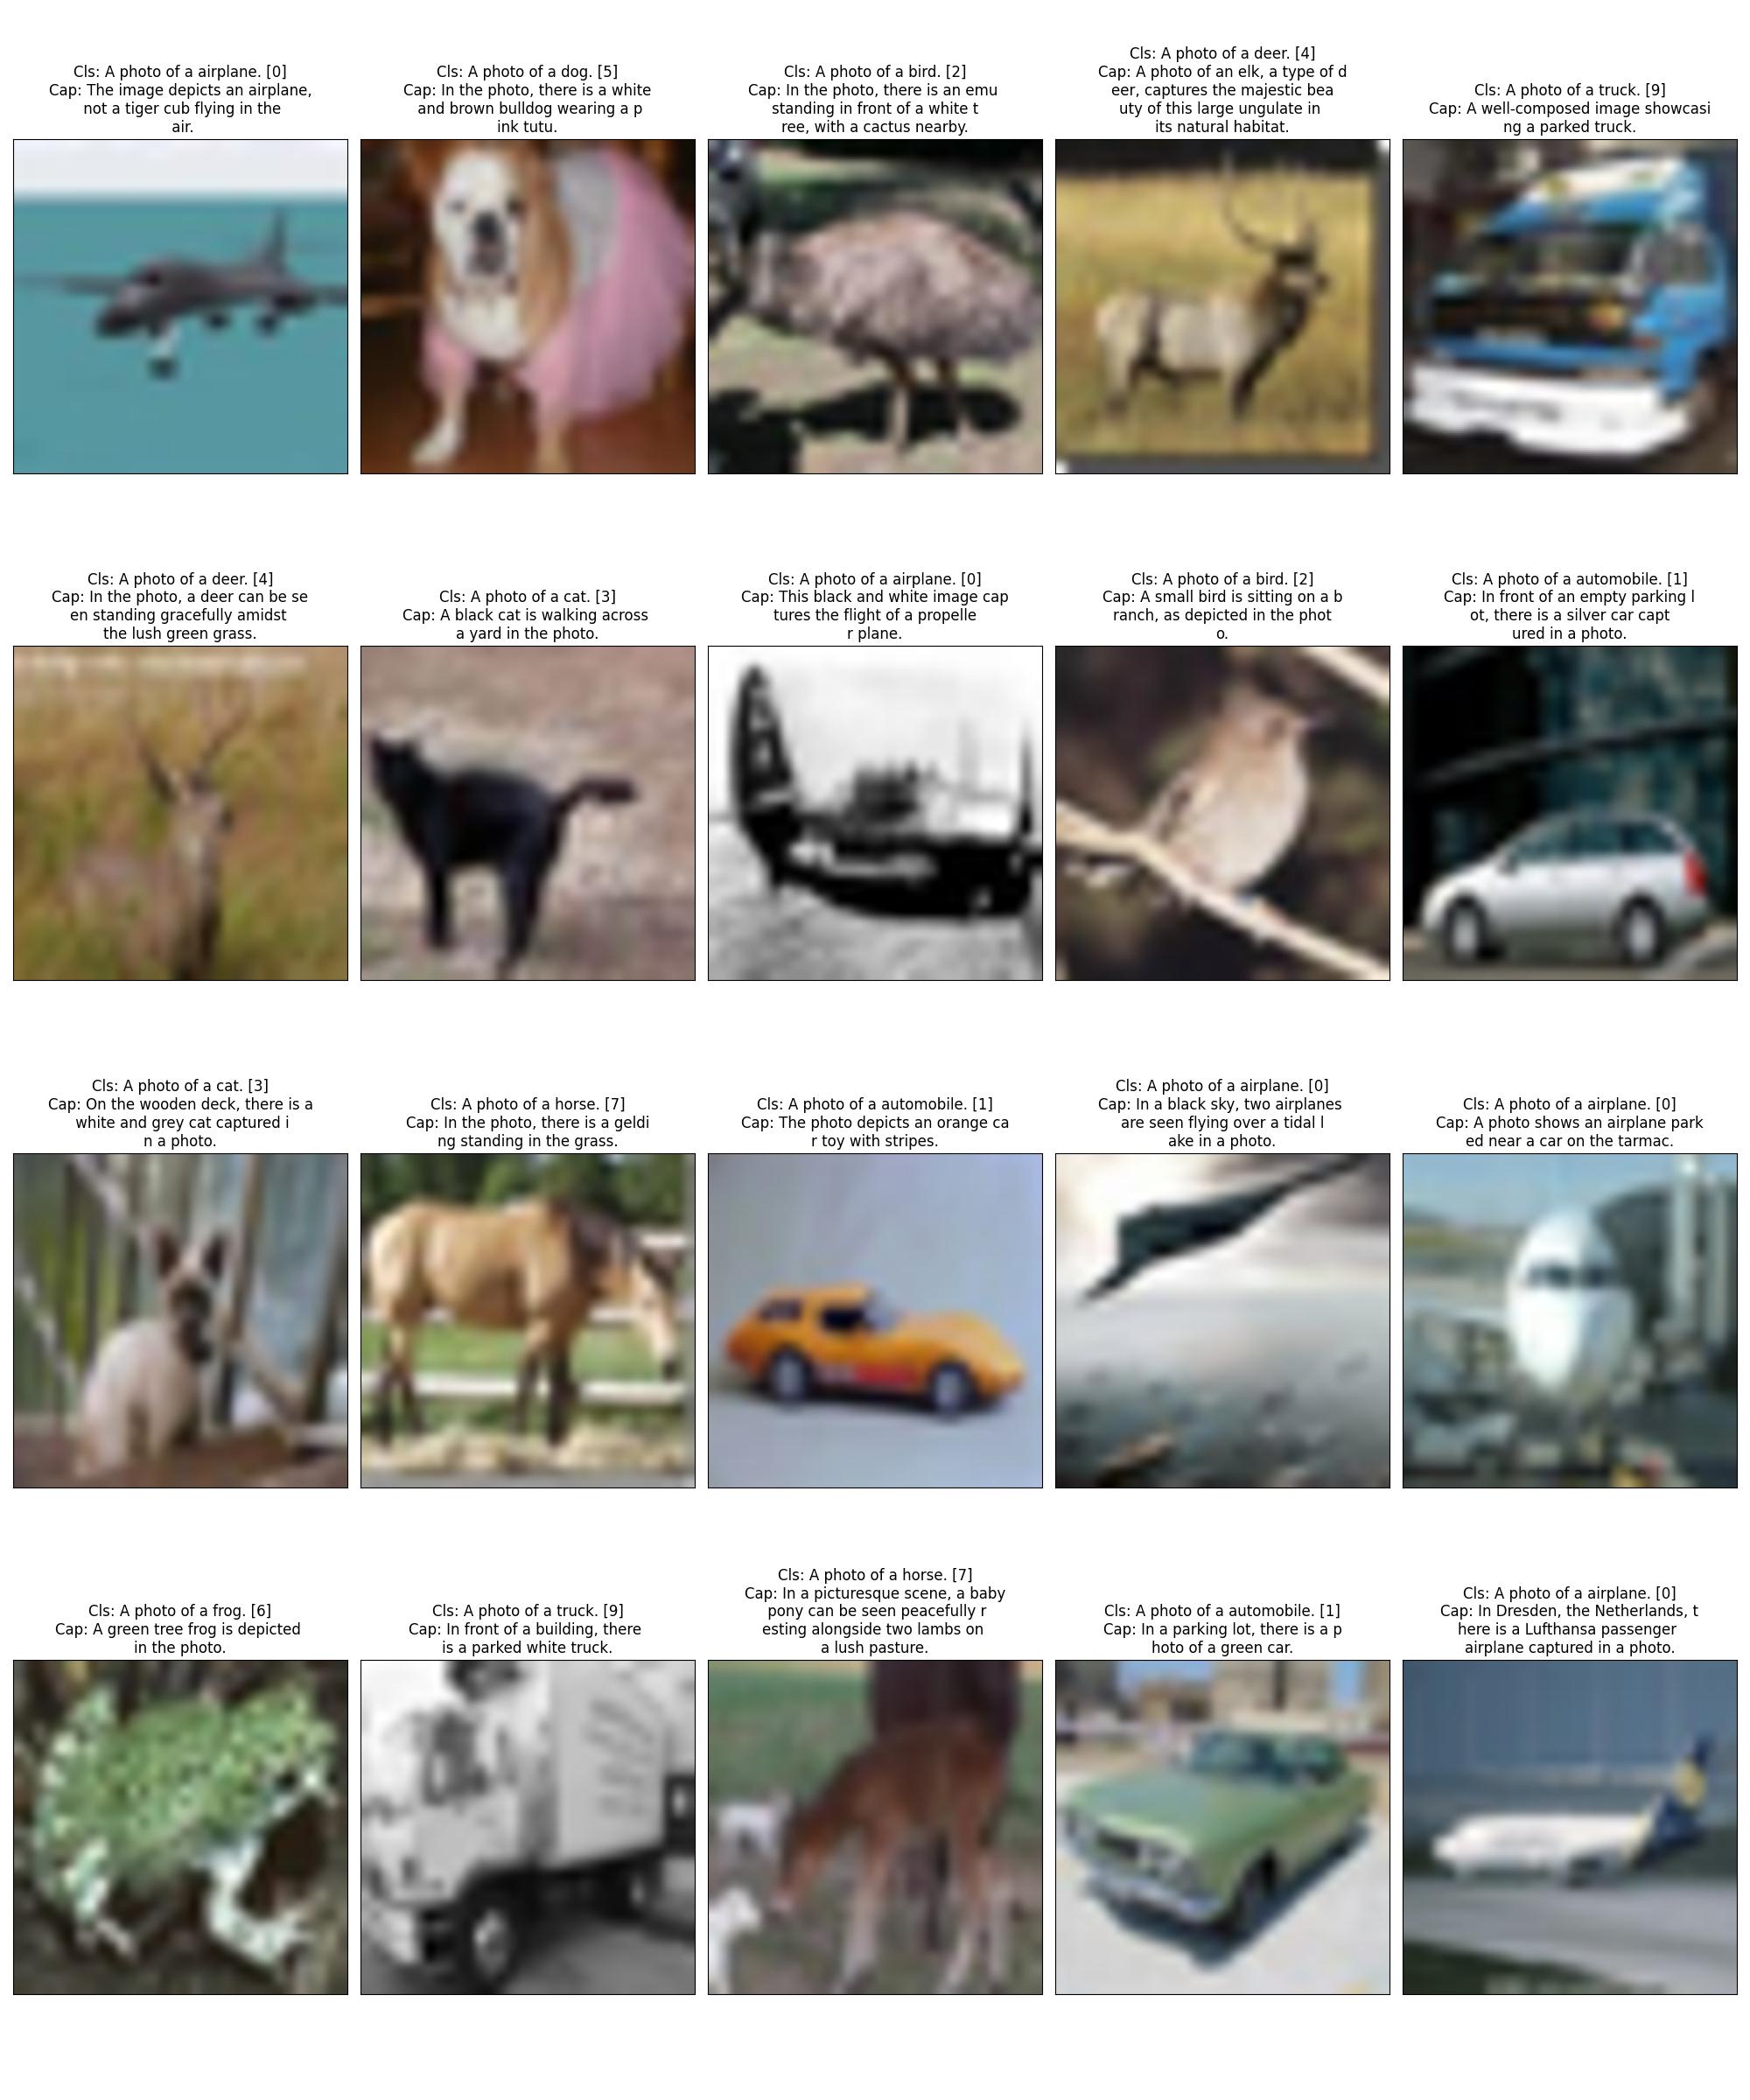 Cls: A photo of a airplane. [0]
Cap: The image depicts an airplane,
not a tiger cub flying in the
air.
Cls: A photo of a dog. [5]
Cap: In the photo, there is a white
and brown bulldog wearing a p
ink tutu.
Cls: A photo of a bird. [2]
Cap: In the photo, there is an emu
standing in front of a white t
ree, with a cactus nearby.
Cls: A photo of a deer. [4]
Cap: A photo of an elk, a type of d
eer, captures the majestic bea
uty of this large ungulate in
its natural habitat.
Cls: A photo of a truck. [9]
Cap: A well-composed image showcasi
ng a parked truck.
Cls: A photo of a deer. [4]
Cap: In the photo, a deer can be se
en standing gracefully amidst
the lush green grass.
Cls: A photo of a cat. [3]
Cap: A black cat is walking across
a yard in the photo.
Cls: A photo of a airplane. [0]
Cap: This black and white image cap
tures the flight of a propelle
r plane.
Cls: A photo of a bird. [2]
Cap: A small bird is sitting on a b
ranch, as depicted in the phot
o.
Cls: A photo of a automobile. [1]
Cap: In front of an empty parking l
ot, there is a silver car capt
ured in a photo.
Cls: A photo of a cat. [3]
Cap: On the wooden deck, there is a
white and grey cat captured i
n a photo.
Cls: A photo of a horse. [7]
Cap: In the photo, there is a geldi
ng standing in the grass.
Cls: A photo of a automobile. [1]
Cap: The photo depicts an orange ca
r toy with stripes.
Cls: A photo of a airplane. [0]
Cap: In a black sky, two airplanes
are seen flying over a tidal l
ake in a photo.
Cls: A photo of a airplane. [0]
Cap: A photo shows an airplane park
ed near a car on the tarmac.
Cls: A photo of a frog. [6]
Cap: A green tree frog is depicted
in the photo.
Cls: A photo of a truck. [9]
Cap: In front of a building, there
is a parked white truck.
Cls: A photo of a horse. [7]
Cap: In a picturesque scene, a baby
pony can be seen peacefully r
esting alongside two lambs on
a lush pasture.
Cls: A photo of a automobile. [1]
Cap: In a parking lot, there is a p
hoto of a green car.
Cls: A photo of a airplane. [0]
Cap: In Dresden, the Netherlands, t
here is a Lufthansa passenger
airplane captured in a photo.